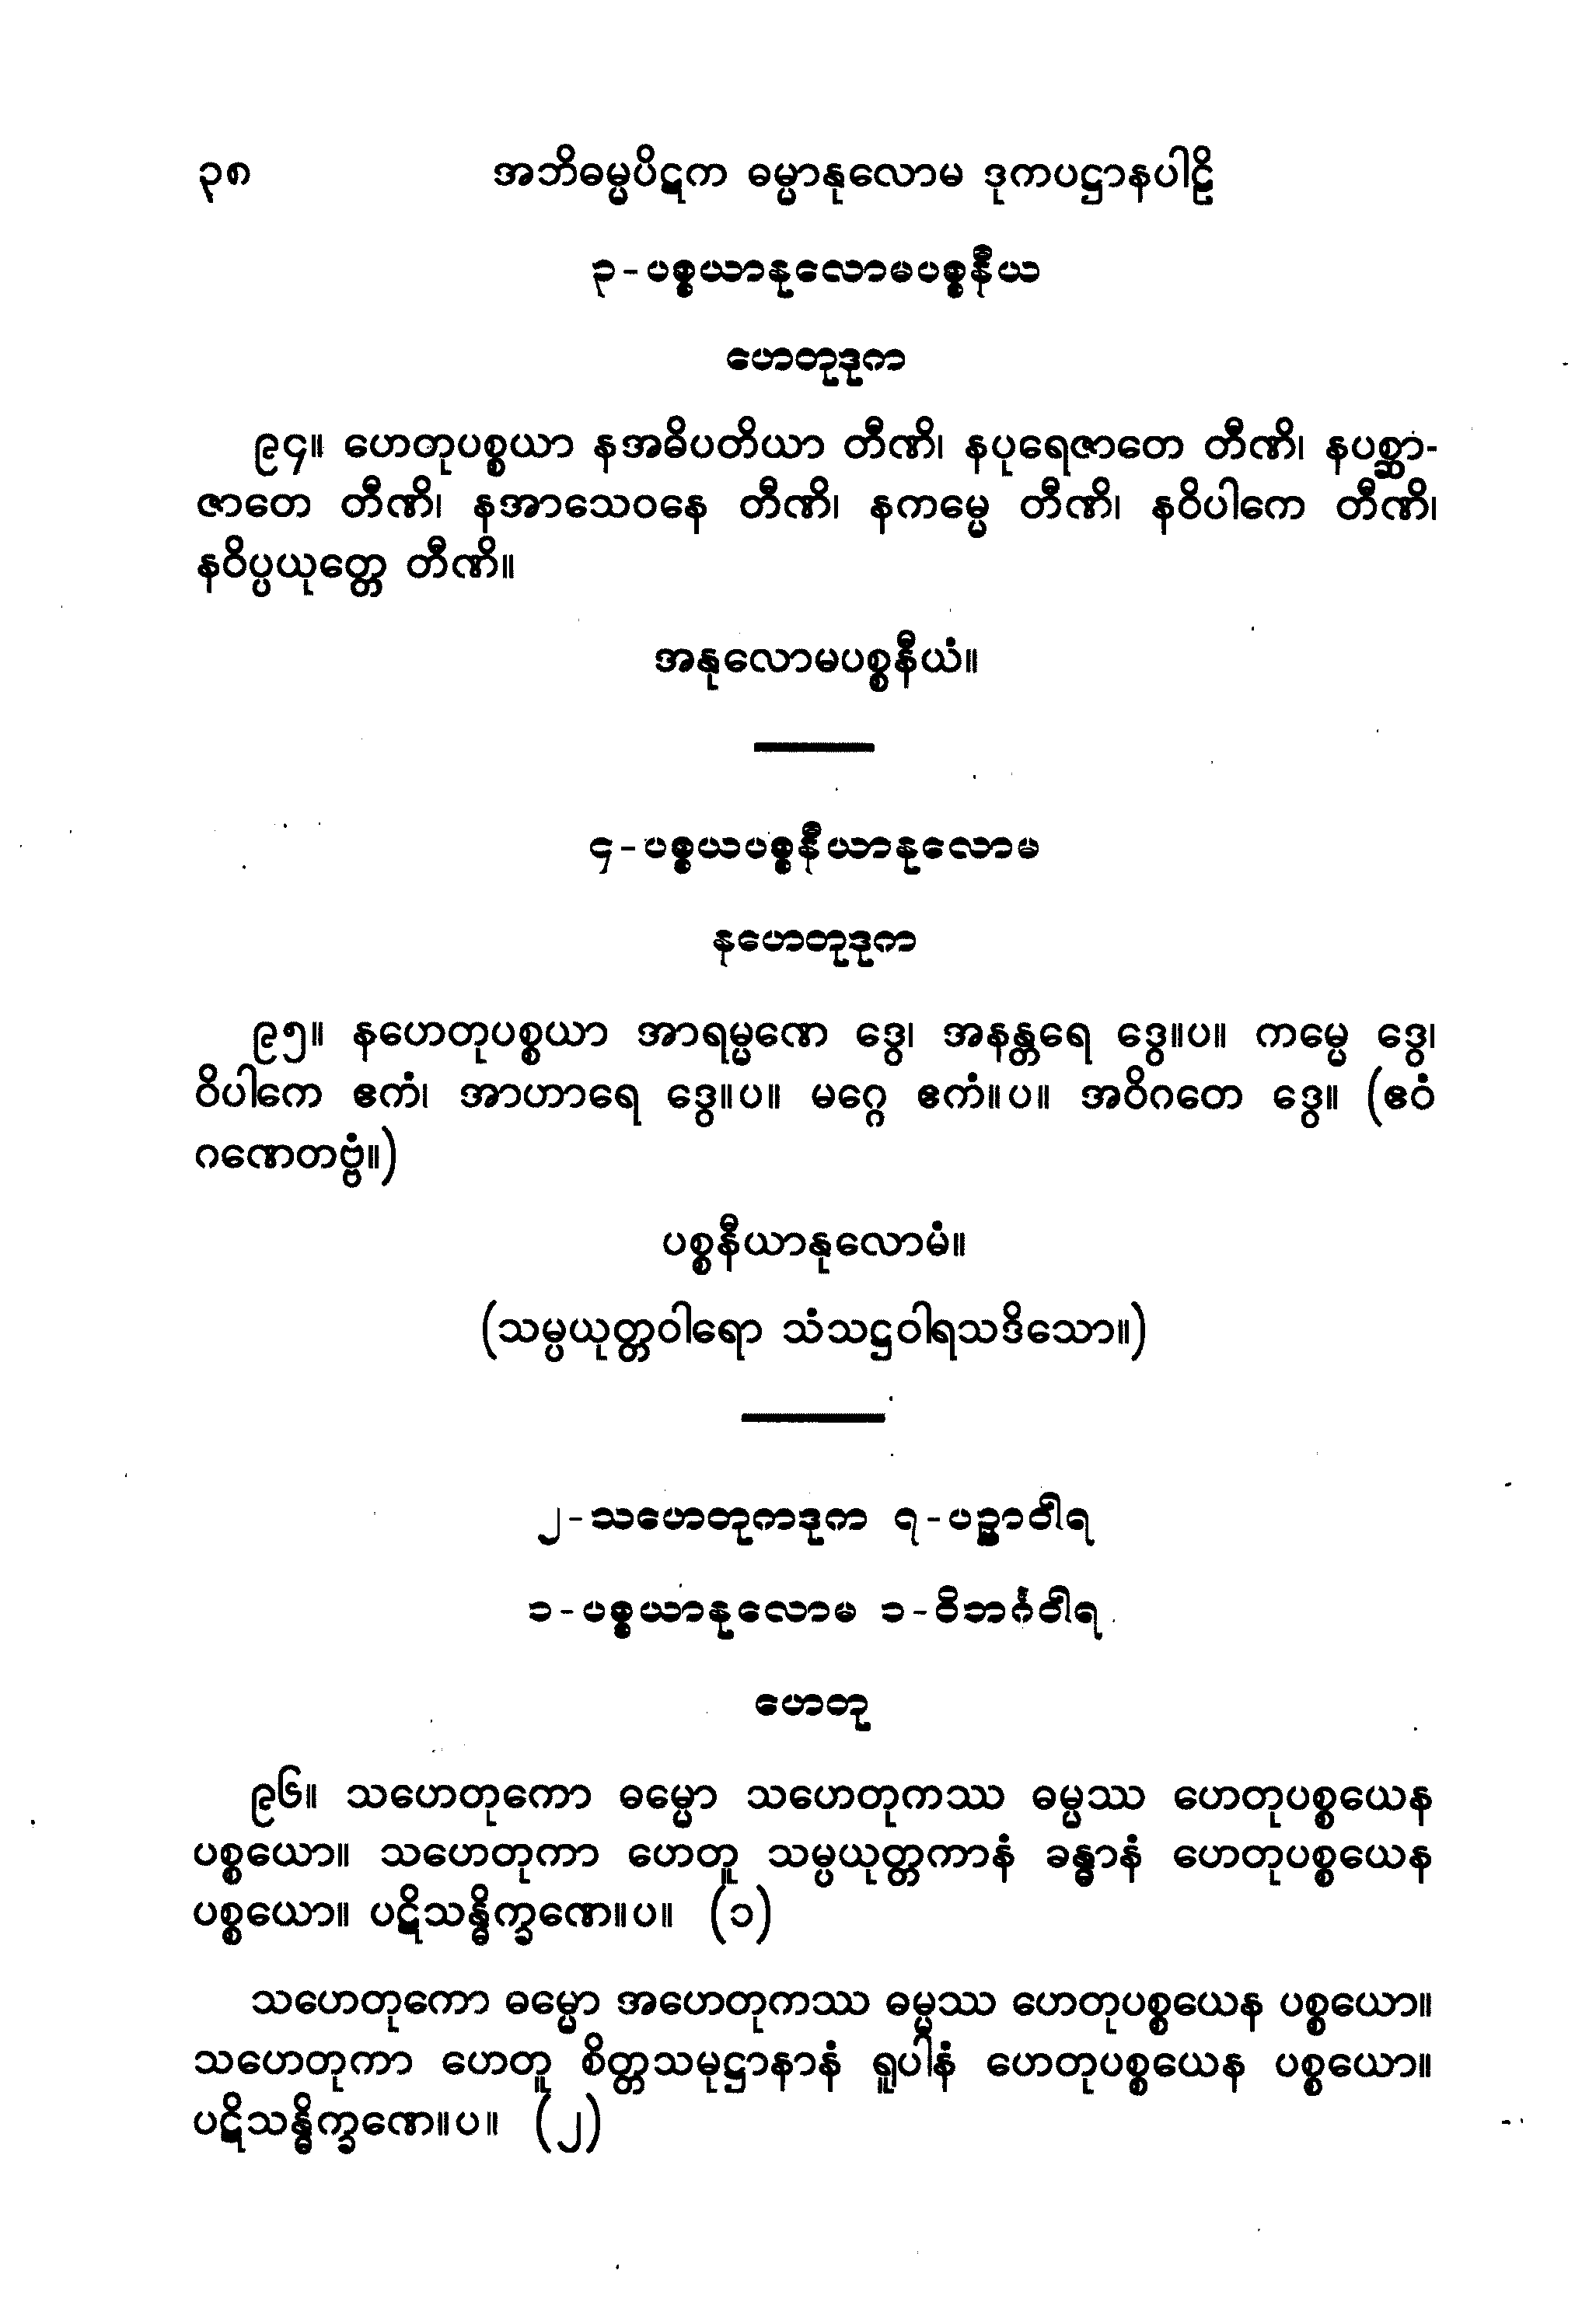 ၃၈ အဘိဓမ္မပိဋက ဓမ္မာနုလောမ ဒုကပဋ္ဌာနပါဠိ
၃-ပစ္စယာနုလောမပစ္စနီယ
ဟေတုဒုက
၉၄။ ဟေတုပစ္စယာ နအဓိပတိယာ တီဏိ၊ နပုရေဇာတေ တီဏိ၊ နပစ္ဆာ-
ဇာတေ တီဏိ၊ နအာသေဝနေ တီဏိ၊ နကမ္မေ တီဏိ၊ နဝိပါကေ တီဏိ၊
နဝိပ္ပယုတ္တေ တီဏိ။
အနုလောမပစ္စနီယံ။
၄-ပစ္စယပစ္စနီယာနုလောမ
နဟေတုဒုက
၉၅။ နဟေတုပစ္စယာ အာရမ္မဏေ ဒွေ၊ အနန္တရေ ဒွေ။ပ။ ကမ္မေ ဒွေ၊
ဝိပါကေ ဧကံ၊ အာဟာရေ ဒွေ။ပ။ မဂ္ဂေ ဧကံ။ပ။ အဝိဂတေ ဒွေ။ (ဧဝံ
ဂဏေတဗ္ဗံ။)
ပစ္စနီယာနုလောမံ။
(သမ္ပယုတ္တဝါရော သံသဋ္ဌဝါရသဒိသော။)
၂-သဟေတုကဒုက ၇-ပဉှာဝါရ
၁-ပစ္စယာနုလောမ ၁-ဝိဘင်္ဂဝါရ
ဟေတု
၉၆။ သဟေတုကော ဓမ္မော သဟေတုကဿ ဓမ္မဿ ဟေတုပစ္စယေန
ပစ္စယော။ သဟေတုကာ ဟေတူ သမ္ပယုတ္တကာနံ ခန္ဓာနံ ဟေတုပစ္စယေန
ပစ္စယော။ ပဋိသန္ဓိက္ခဏေ။ပ။ (၁)
သဟေတုကော ဓမ္မော အဟေတုကဿ ဓမ္မဿ ဟေတုပစ္စယေန ပစ္စယော။
သဟေတုကာ ဟေတူ စိတ္တသမုဋ္ဌာနာနံ ရူပါနံ ဟေတုပစ္စယေန ပစ္စယော။
ပဋိသန္ဓိက္ခဏေ။ပ။ (၂)